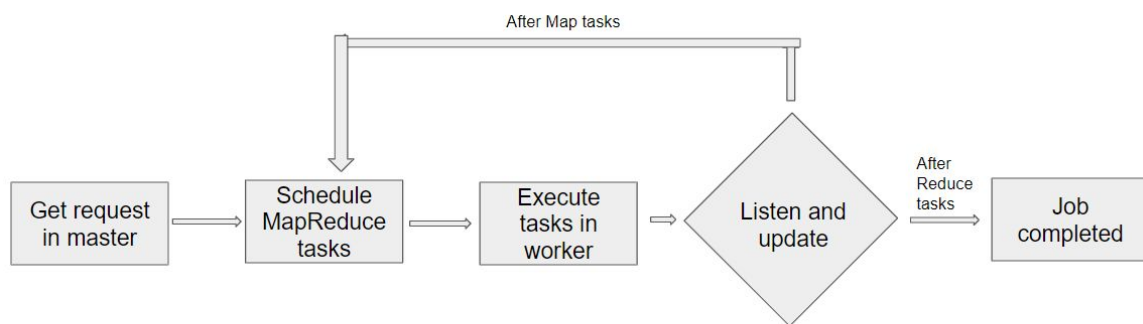 After Map tasks
Get request
in master
Schedule
MapReduce
tasks
Execute
tasks in
worker
Listen and
update
After
Reduce
tasks
Job
completed